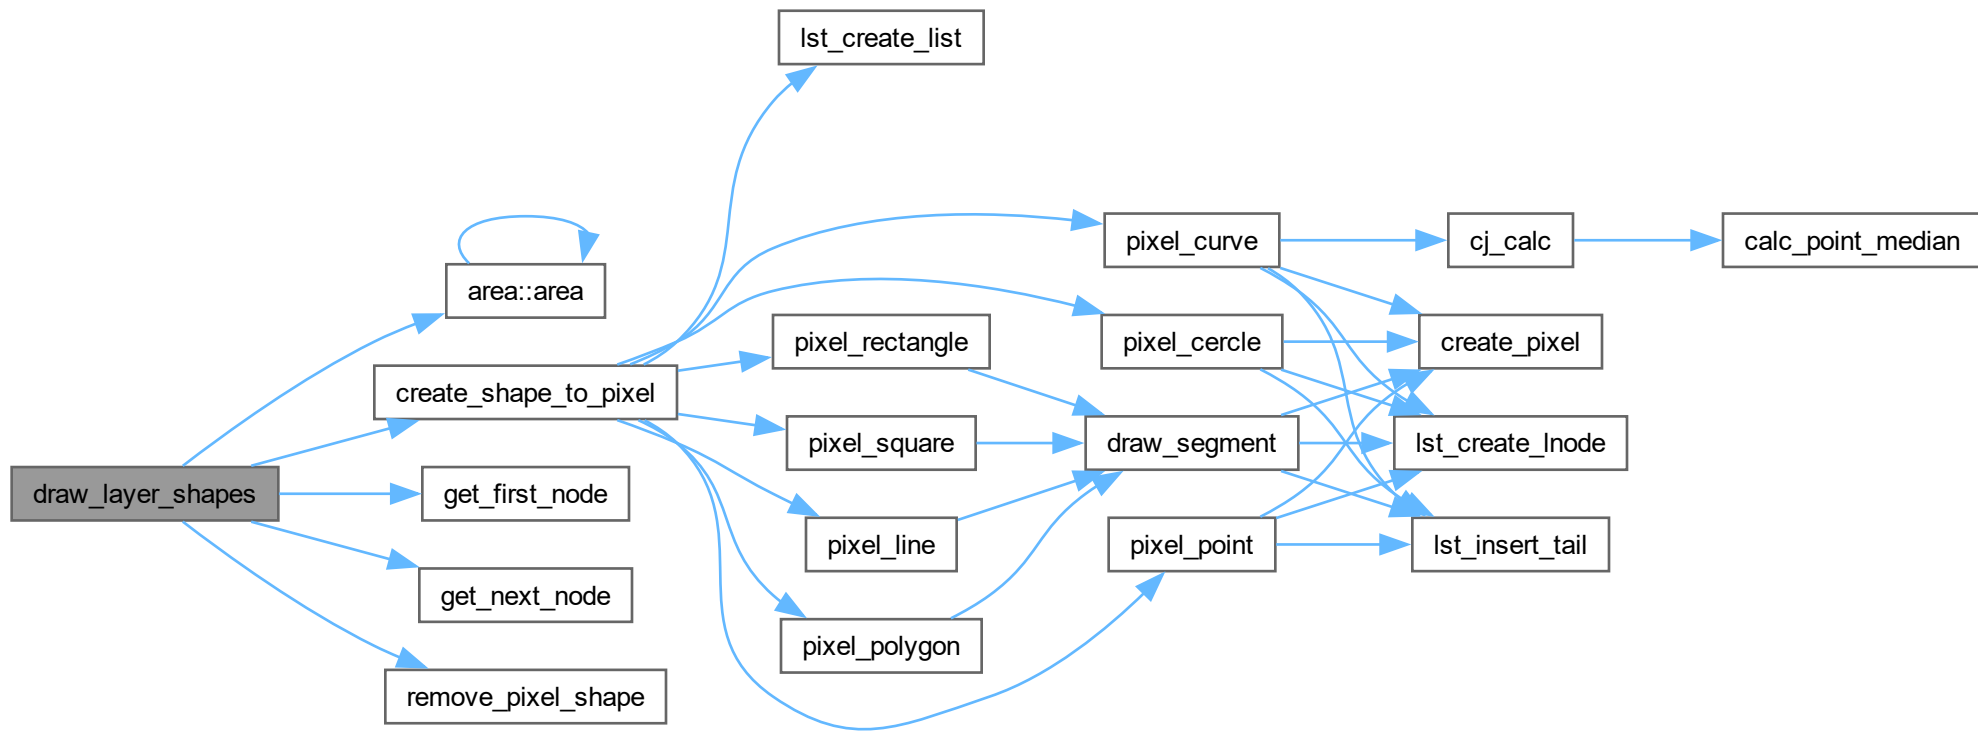 lst_create_list
pixel_curve
cj_calc
calc_point_median
area::area
pixel_rectangle
pixel_cercle
create_pixel
create_shape_to_pixel
pixel_square
draw_segment
lst_create_lnode
draw_layer_shapes
get_first_node
pixel_line
pixel_point
lst_insert_tail
get_next_node
pixel_polygon
remove_pixel_shape